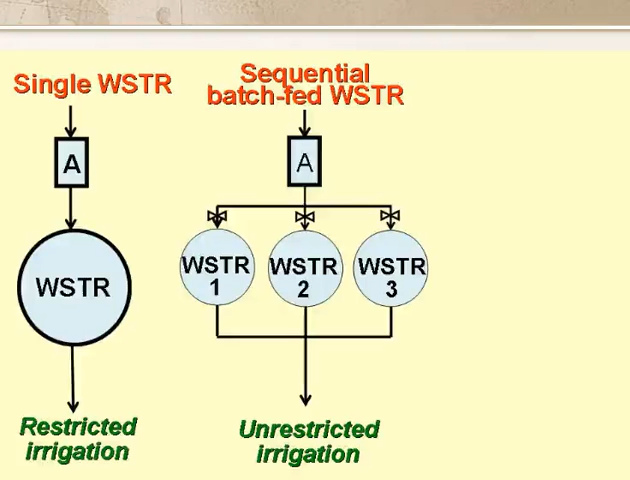 Single WSTR
Sequential
batch-fed WSTR
A
A
WSTR
WSTR
1
WSTR
2
WSTR
3
Restricted
irrigation
Unrestricted
irrigation